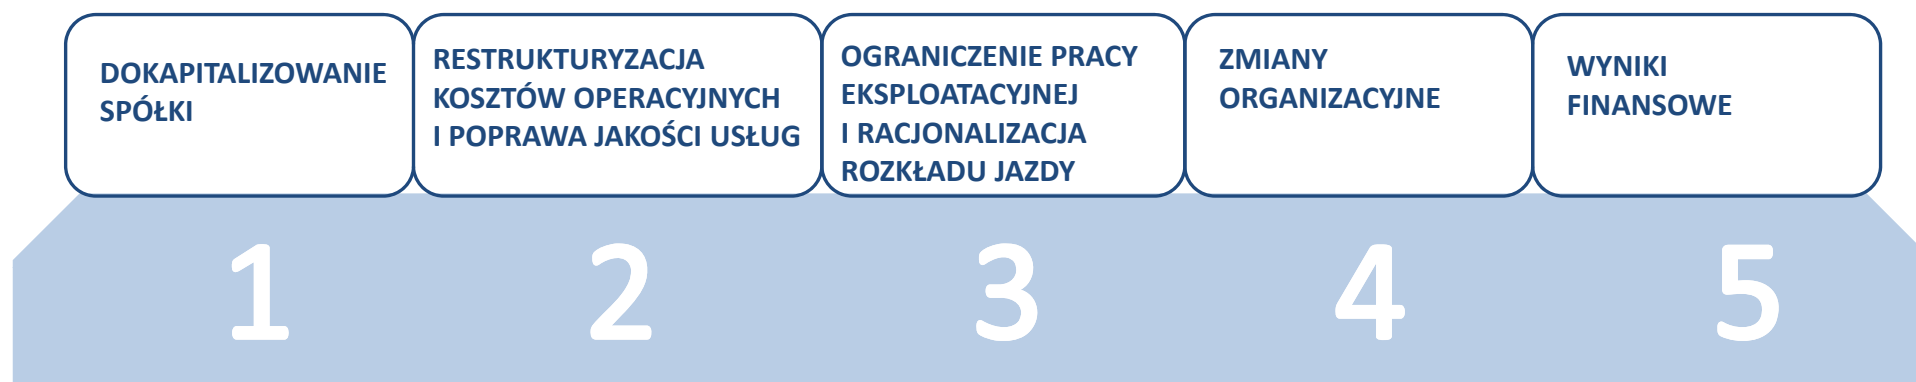 DOKAPITALIZOWANIE
SPÓŁKI
RESTRUKTURYZACJA
KOSZTÓW OPERACYJNYCH
I POPRAWA JAKOŚCI USŁUG
OGRANICZENIE PRACY
EKSPLOATACYJNEJ
I RACJONALIZACJA
ROZKŁADU JAZDY
ZMIANY
ORGANIZACYJNE
WYNIKI
FINANSOWE
1
2
3
4
5